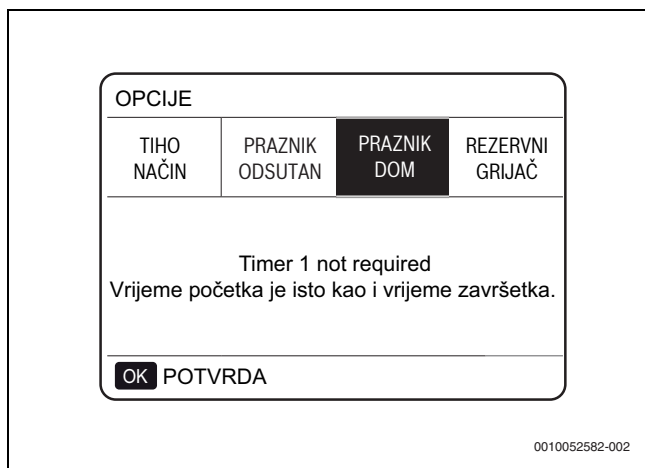 OPCIJE
TIHO NAČIN
PRAZNIK ODSUTAN
PRAZNIK DOM
REZERVNI GRIJAČ
Timer 1 not required
Vrijeme početka je isto kao i vrijeme završetka.
OK POTVRDA
0010052582-002